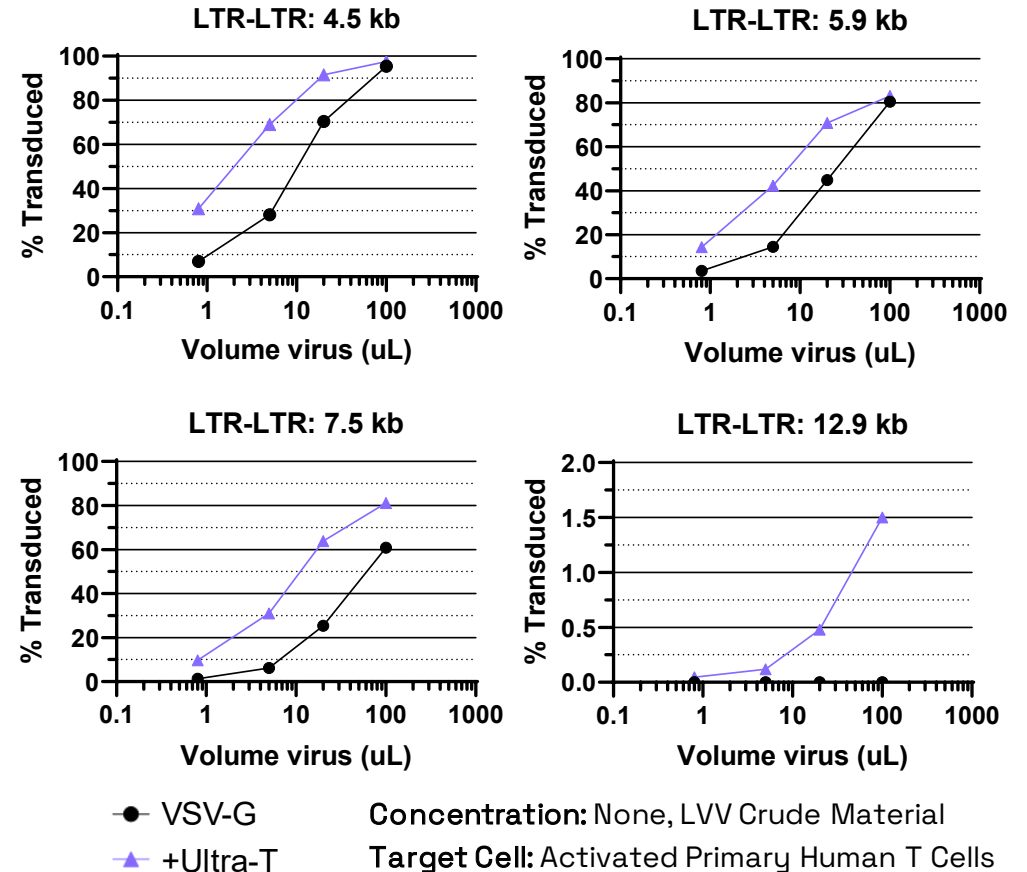 LTR-LTR: 4.5 kb
% Transduced
100
80
60
40
20
0
0.1 1 10 100 1000
Volume virus (uL)
LTR-LTR: 5.9 kb
% Transduced
100
80
60
40
20
0
0.1 1 10 100 1000
Volume virus (uL)
LTR-LTR: 7.5 kb
% Transduced
100
80
60
40
20
0
0.1 1 10 100 1000
Volume virus (uL)
LTR-LTR: 12.9 kb
% Transduced
2.0
1.5
1.0
0.5
0.0
0.1 1 10 100 1000
Volume virus (uL)
VSV-G
+Ultra-T
Concentration: None, LVV Crude Material
Target Cell: Activated Primary Human T Cells